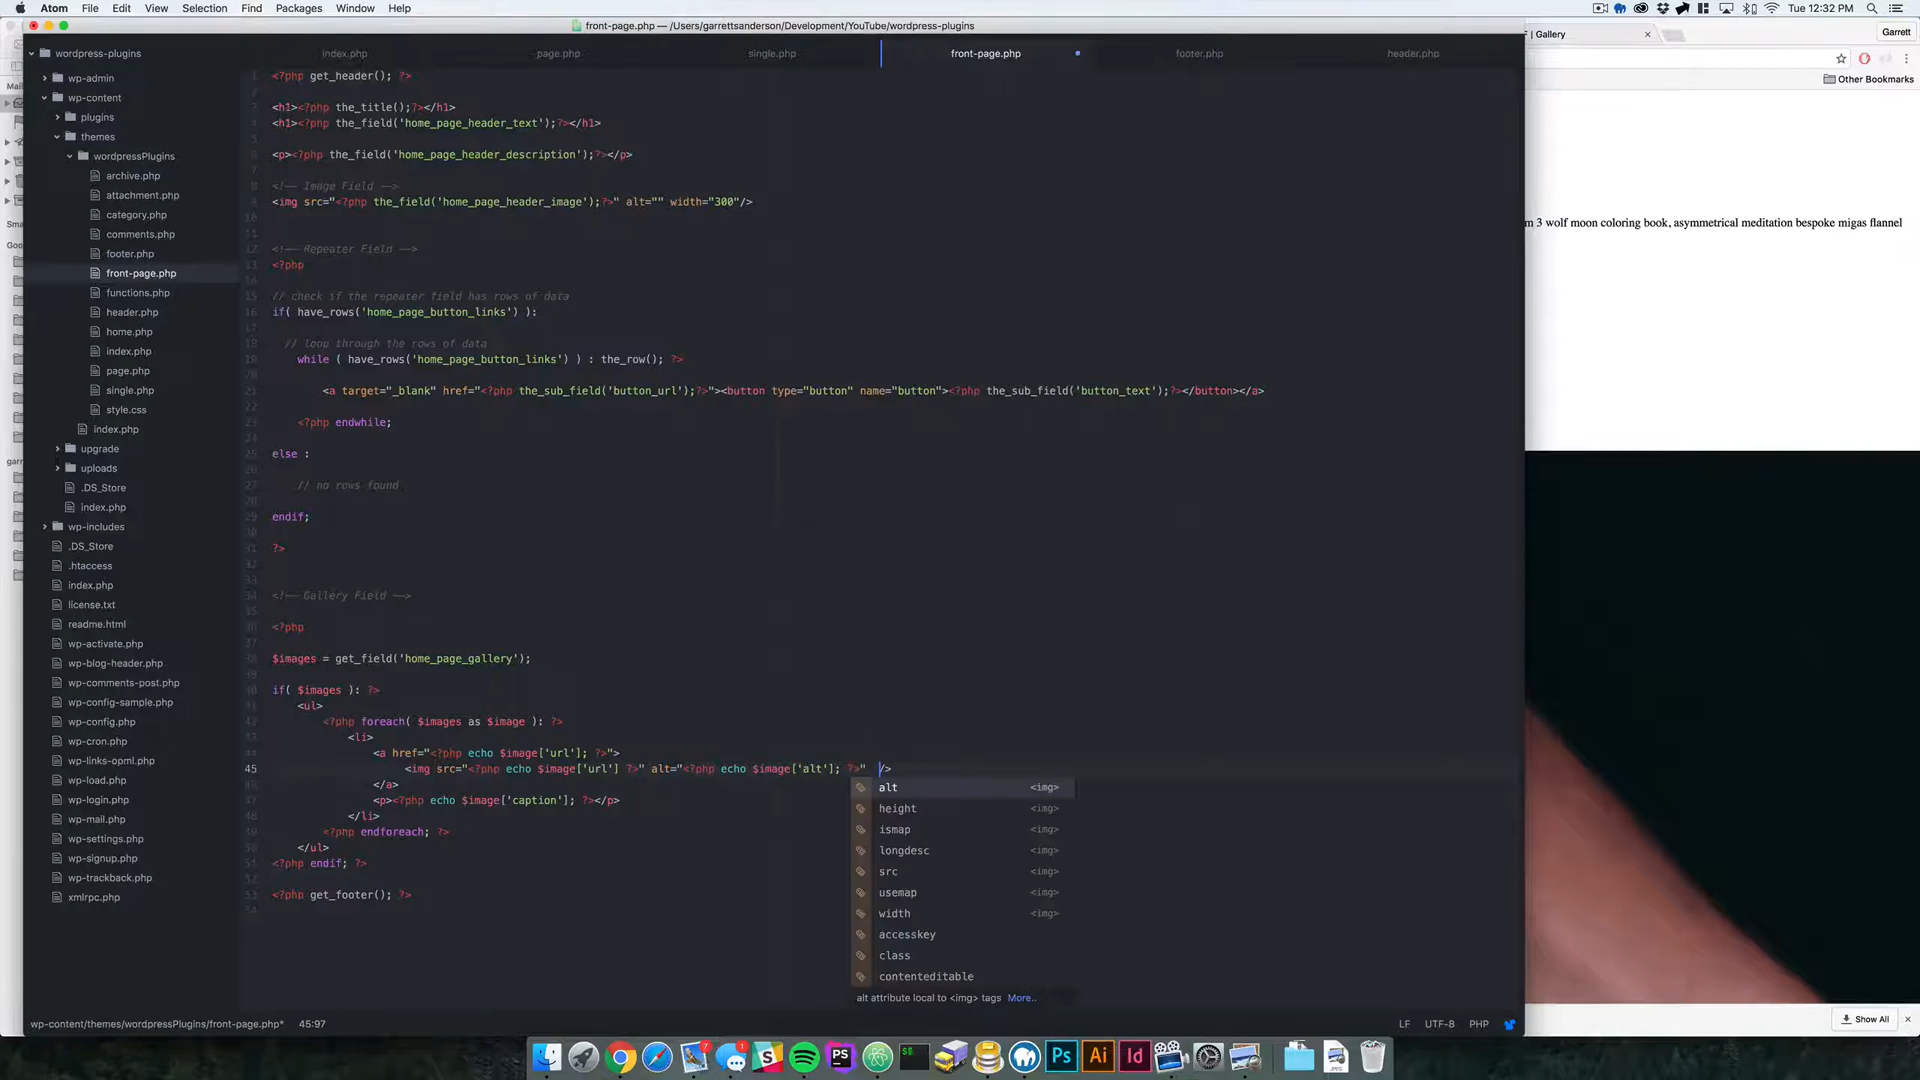 Atom File Edit View Selection Find Packages Window Help
Tue 12:32 PM
front-page.php — /Users/garrettsanderson/Development/YouTube/wordpress-plugins
| Gallery
Garrett
wordpress-plugins
index.php
page.php
single.php
front-page.php
footer.php
header.php
Other Bookmarks
wp-admin
wp-content
plugins
themes
wordpressPlugins
archive.php
attachment.php
category.php
comments.php
footer.php
front-page.php
functions.php
header.php
home.php
index.php
page.php
single.php
style.css
index.php
upgrade
uploads
.DS_Store
index.php
wp-includes
.DS_Store
.htaccess
index.php
license.txt
readme.html
wp-activate.php
wp-blog-header.php
wp-comments-post.php
wp-config-sample.php
wp-config.php
wp-cron.php
wp-links-opml.php
wp-load.php
wp-login.php
wp-mail.php
wp-settings.php
wp-signup.php
wp-trackback.php
xmlrpc.php
<?php get_header(); ?>
<h1><?php the_title();?></h1>
<h1><?php the_field('home_page_header_text');?></h1>
<p><?php the_field('home_page_header_description');?></p>
<!-- Image Field -->
<img src="<?php the_field('home_page_header_image');?>" alt="" width="300"/>
<!-- Repeater Field -->
<?php
// check if the repeater field has rows of data
if( have_rows('home_page_button_links') ):
// loop through the rows of data
while ( have_rows('home_page_button_links') ) : the_row(); ?>
<a target="_blank" href="<?php the_sub_field('button_url');?>"><button type="button" name="button"><?php the_sub_field('button_text');?></button></a>
<?php endwhile;
else :
// no rows found
endif;
?>
<!-- Gallery Field -->
<?php
$images = get_field('home_page_gallery');
if( $images ): ?>
<ul>
<?php foreach( $images as $image ): ?>
<li>
<a href="<?php echo $image['url']; ?>">
45 <img src="<?php echo $image['url'] ?>" alt="<?php echo $image['alt']; ?>" />
</a>
<p><?php echo $image['caption']; ?></p>
</li>
<?php endforeach; ?>
</ul>
<?php endif; ?>
<?php get_footer(); ?>
alt <img>
height <img>
ismap <img>
longdesc <img>
src <img>
usemap <img>
width <img>
accesskey
class
contenteditable
alt attribute local to <img> tags More..
m 3 wolf moon coloring book, asymmetrical meditation bespoke migas flannel
Show All
wp-content/themes/wordpressPlugins/front-page.php* 45:97
LF UTF-8 PHP
Ps Ai Id